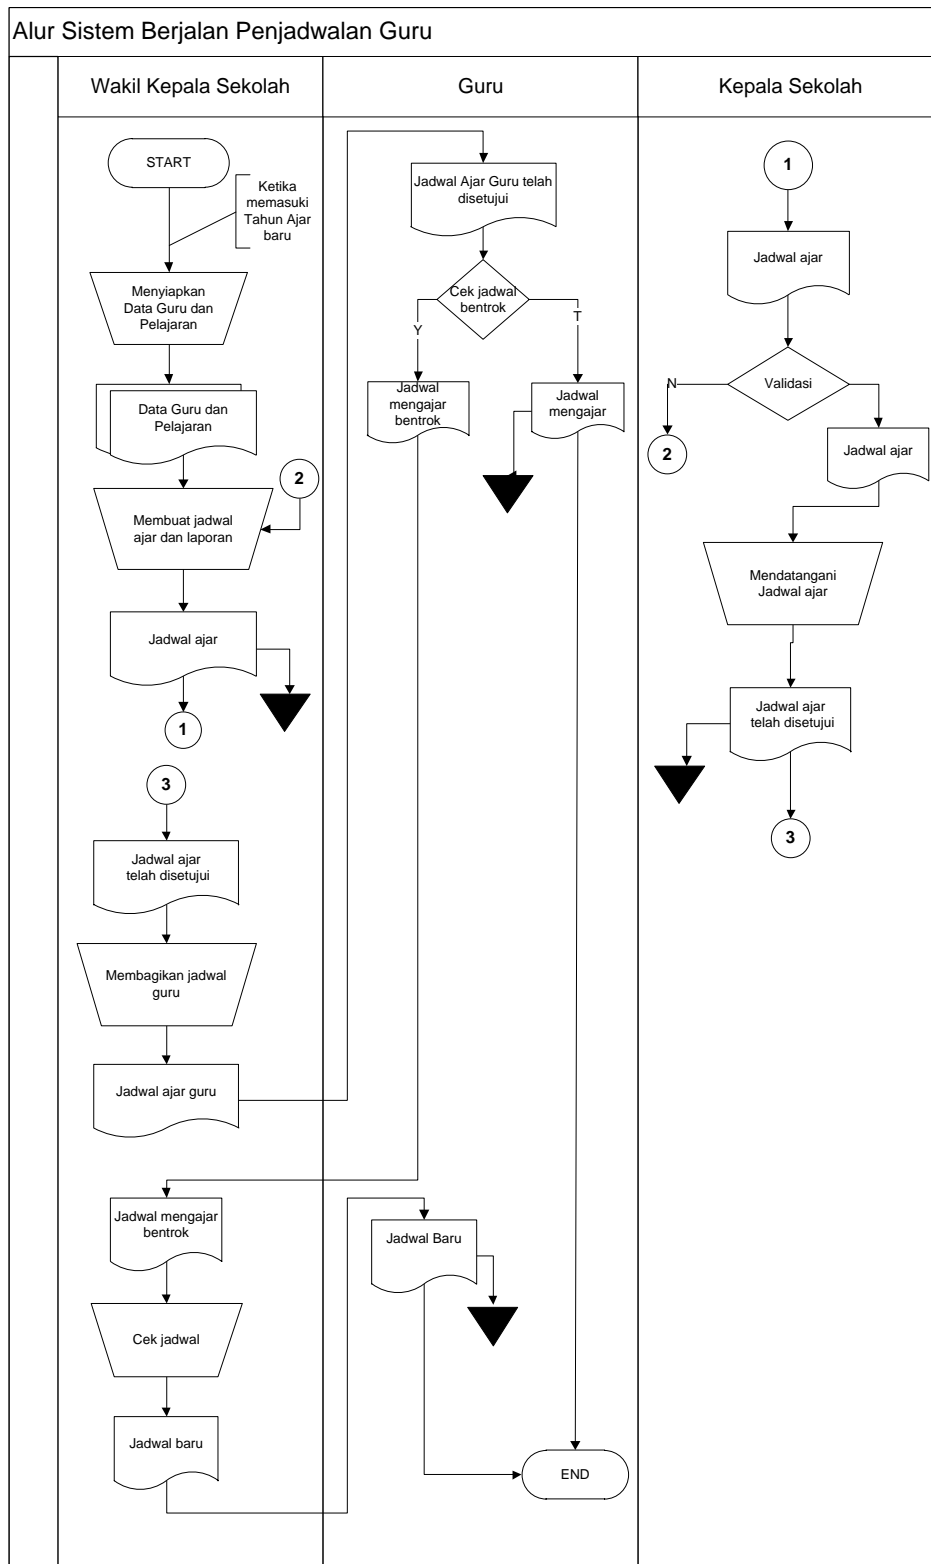 Alur Sistem Berjalan Penjadwalan Guru
Wakil Kepala Sekolah
Guru
Kepala Sekolah
START
Ketika
memasuki
Tahun Ajar
baru
Menyiapkan
Data Guru dan
Pelajaran
Data Guru dan
Pelajaran
2
Membuat jadwal
ajar dan laporan
Jadwal ajar
1
3
Jadwal ajar
telah disetujui
Membagikan jadwal
guru
Jadwal ajar guru
Jadwal mengajar
bentrok
Cek jadwal
Jadwal baru
Jadwal Ajar Guru telah
disetujui
Cek jadwal
bentrok
Y
T
Jadwal
mengajar
bentrok
Jadwal
mengajar
Jadwal Baru
END
1
Jadwal ajar
Validasi
N
2
Jadwal ajar
Mendatangani
Jadwal ajar
Jadwal ajar
telah disetujui
3